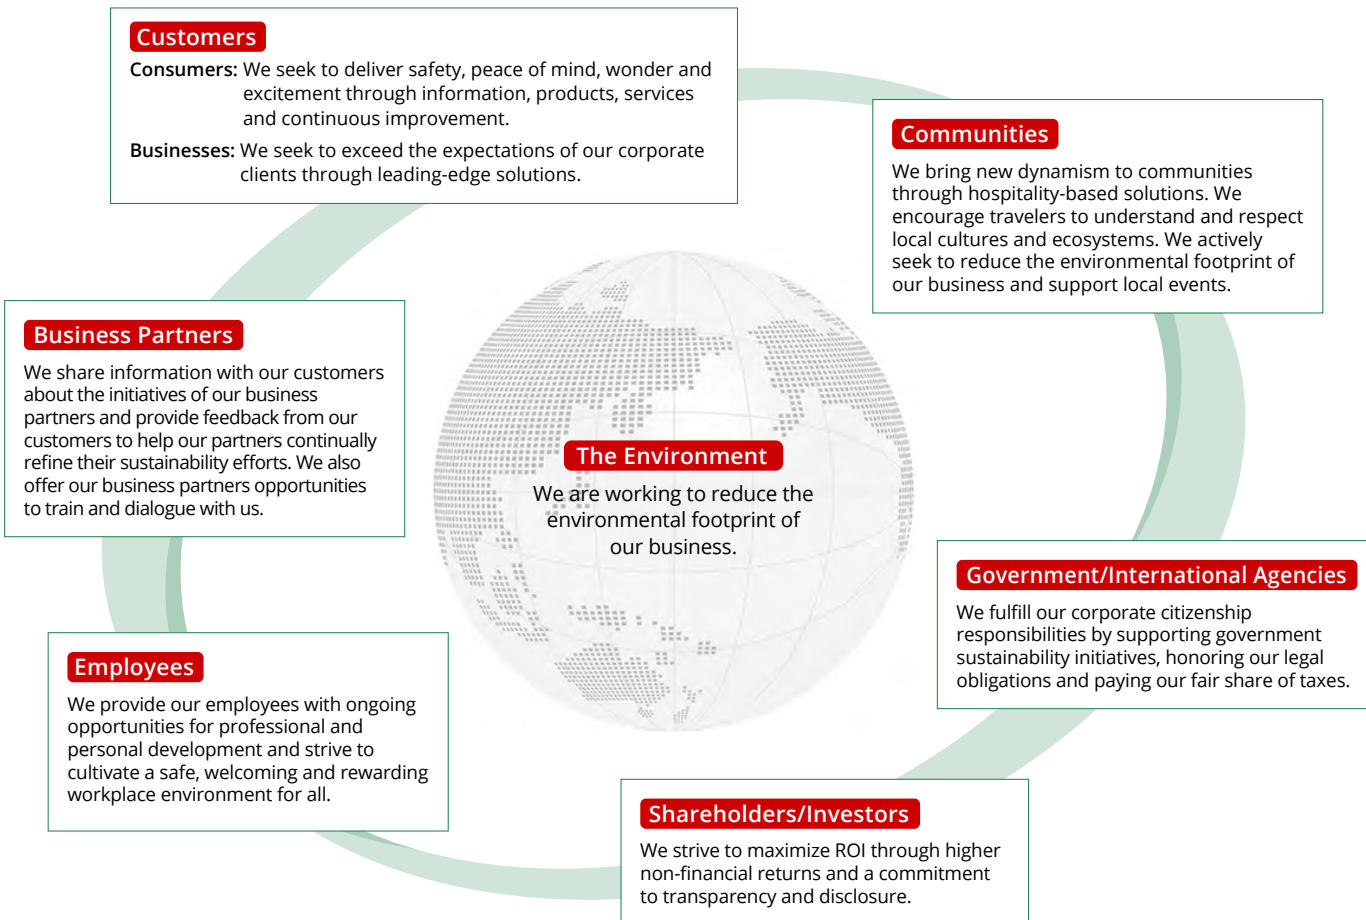 Customers
Consumers: We seek to deliver safety, peace of mind, wonder and
excitement through information, products, services
and continuous improvement.
Businesses: We seek to exceed the expectations of our corporate
clients through leading-edge solutions.
Communities
We bring new dynamism to communities
through hospitality-based solutions. We
encourage travelers to understand and respect
local cultures and ecosystems. We actively
seek to reduce the environmental footprint of
our business and support local events.
Business Partners
We share information with our customers
about the initiatives of our business
partners and provide feedback from our
customers to help our partners continually
refine their sustainability efforts. We also
offer our business partners opportunities
to train and dialogue with us.
The Environment
We are working to reduce the
environmental footprint of
our business.
Government/International Agencies
We fulfill our corporate citizenship
responsibilities by supporting government
sustainability initiatives, honoring our legal
obligations and paying our fair share of taxes.
Employees
We provide our employees with ongoing
opportunities for professional and
personal development and strive to
cultivate a safe, welcoming and rewarding
workplace environment for all.
Shareholders/Investors
We strive to maximize ROI through higher
non-financial returns and a commitment
to transparency and disclosure.